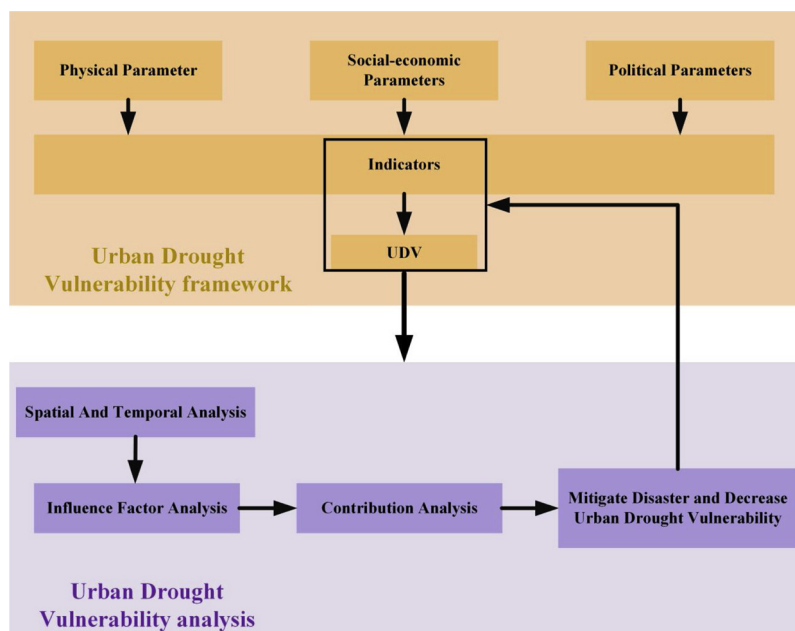 Physical Parameter
Social-economic
Parameters
Political Parameters
Indicators
UDV
Urban Drought
Vulnerability framework
Spatial And Temporal Analysis
Influence Factor Analysis
Contribution Analysis
Mitigate Disaster and Decrease
Urban Drought Vulnerability
Urban Drought
Vulnerability analysis